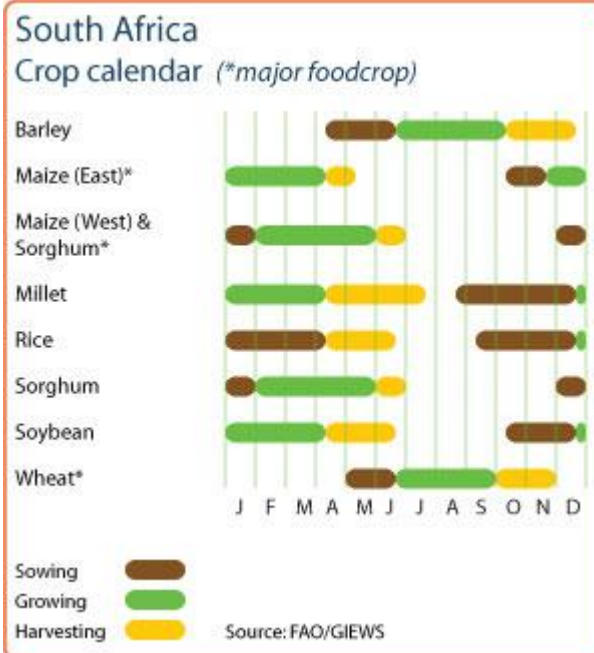 South Africa
Crop calendar (*major foodcrop)
Barley
Maize (East)*
Maize (West) &
Sorghum*
Millet
Rice
Sorghum
Soybean
Wheat*
J F M A M J J A S O N D
Sowing
Growing
Harvesting
Source: FAO/GIEWS